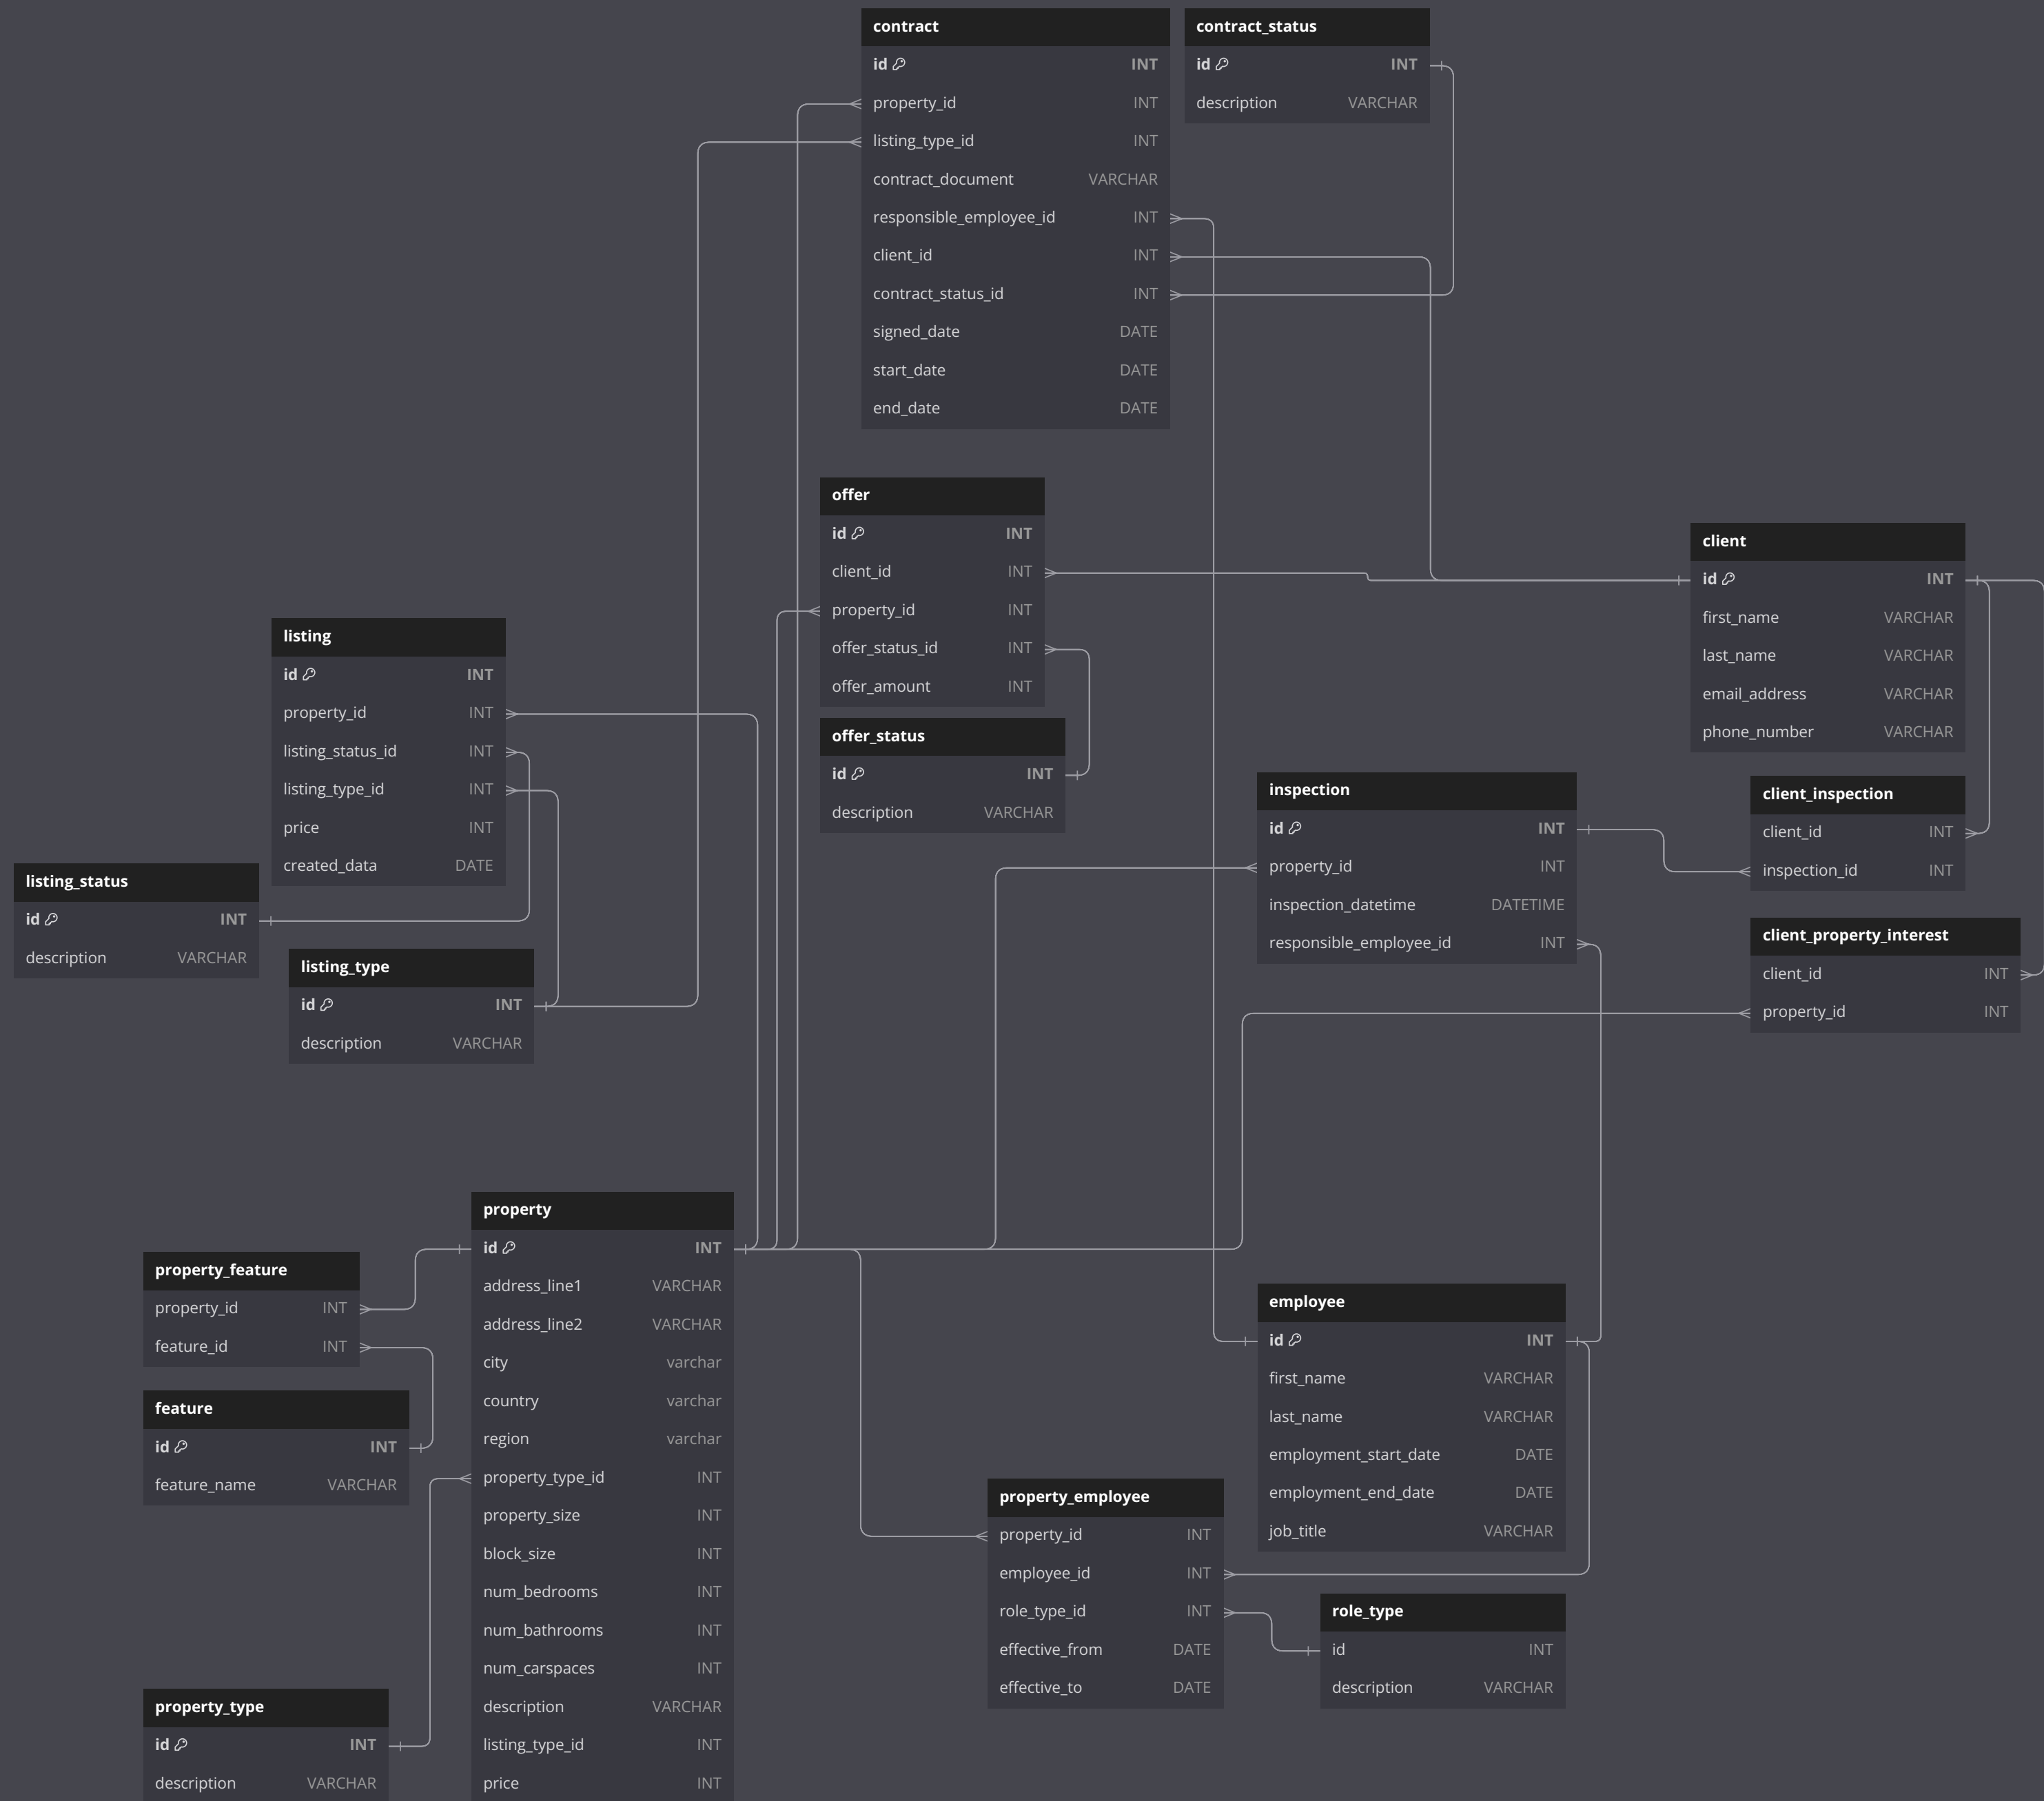 contract
id INT
property_id INT
listing_type_id INT
contract_document VARCHAR
responsible_employee_id INT
client_id INT
contract_status_id INT
signed_date DATE
start_date DATE
end_date DATE
contract_status
id INT
description VARCHAR
offer
id INT
client_id INT
property_id INT
offer_status_id INT
offer_amount INT
offer_status
id INT
description VARCHAR
client
id INT
first_name VARCHAR
last_name VARCHAR
email_address VARCHAR
phone_number VARCHAR
listing
id INT
property_id INT
listing_status_id INT
listing_type_id INT
price INT
created_data DATE
listing_status
id INT
description VARCHAR
listing_type
id INT
description VARCHAR
inspection
id INT
property_id INT
inspection_datetime DATETIME
responsible_employee_id INT
client_inspection
client_id INT
inspection_id INT
client_property_interest
client_id INT
property_id INT
property
id INT
address_line1 VARCHAR
address_line2 VARCHAR
city varchar
country varchar
region varchar
property_type_id INT
property_size INT
block_size INT
num_bedrooms INT
num_bathrooms INT
num_carspaces INT
description VARCHAR
listing_type_id INT
price INT
property_feature
property_id INT
feature_id INT
feature
id INT
feature_name VARCHAR
property_type
id INT
description VARCHAR
employee
id INT
first_name VARCHAR
last_name VARCHAR
employment_start_date DATE
employment_end_date DATE
job_title VARCHAR
property_employee
property_id INT
employee_id INT
role_type_id INT
effective_from DATE
effective_to DATE
role_type
id INT
description VARCHAR